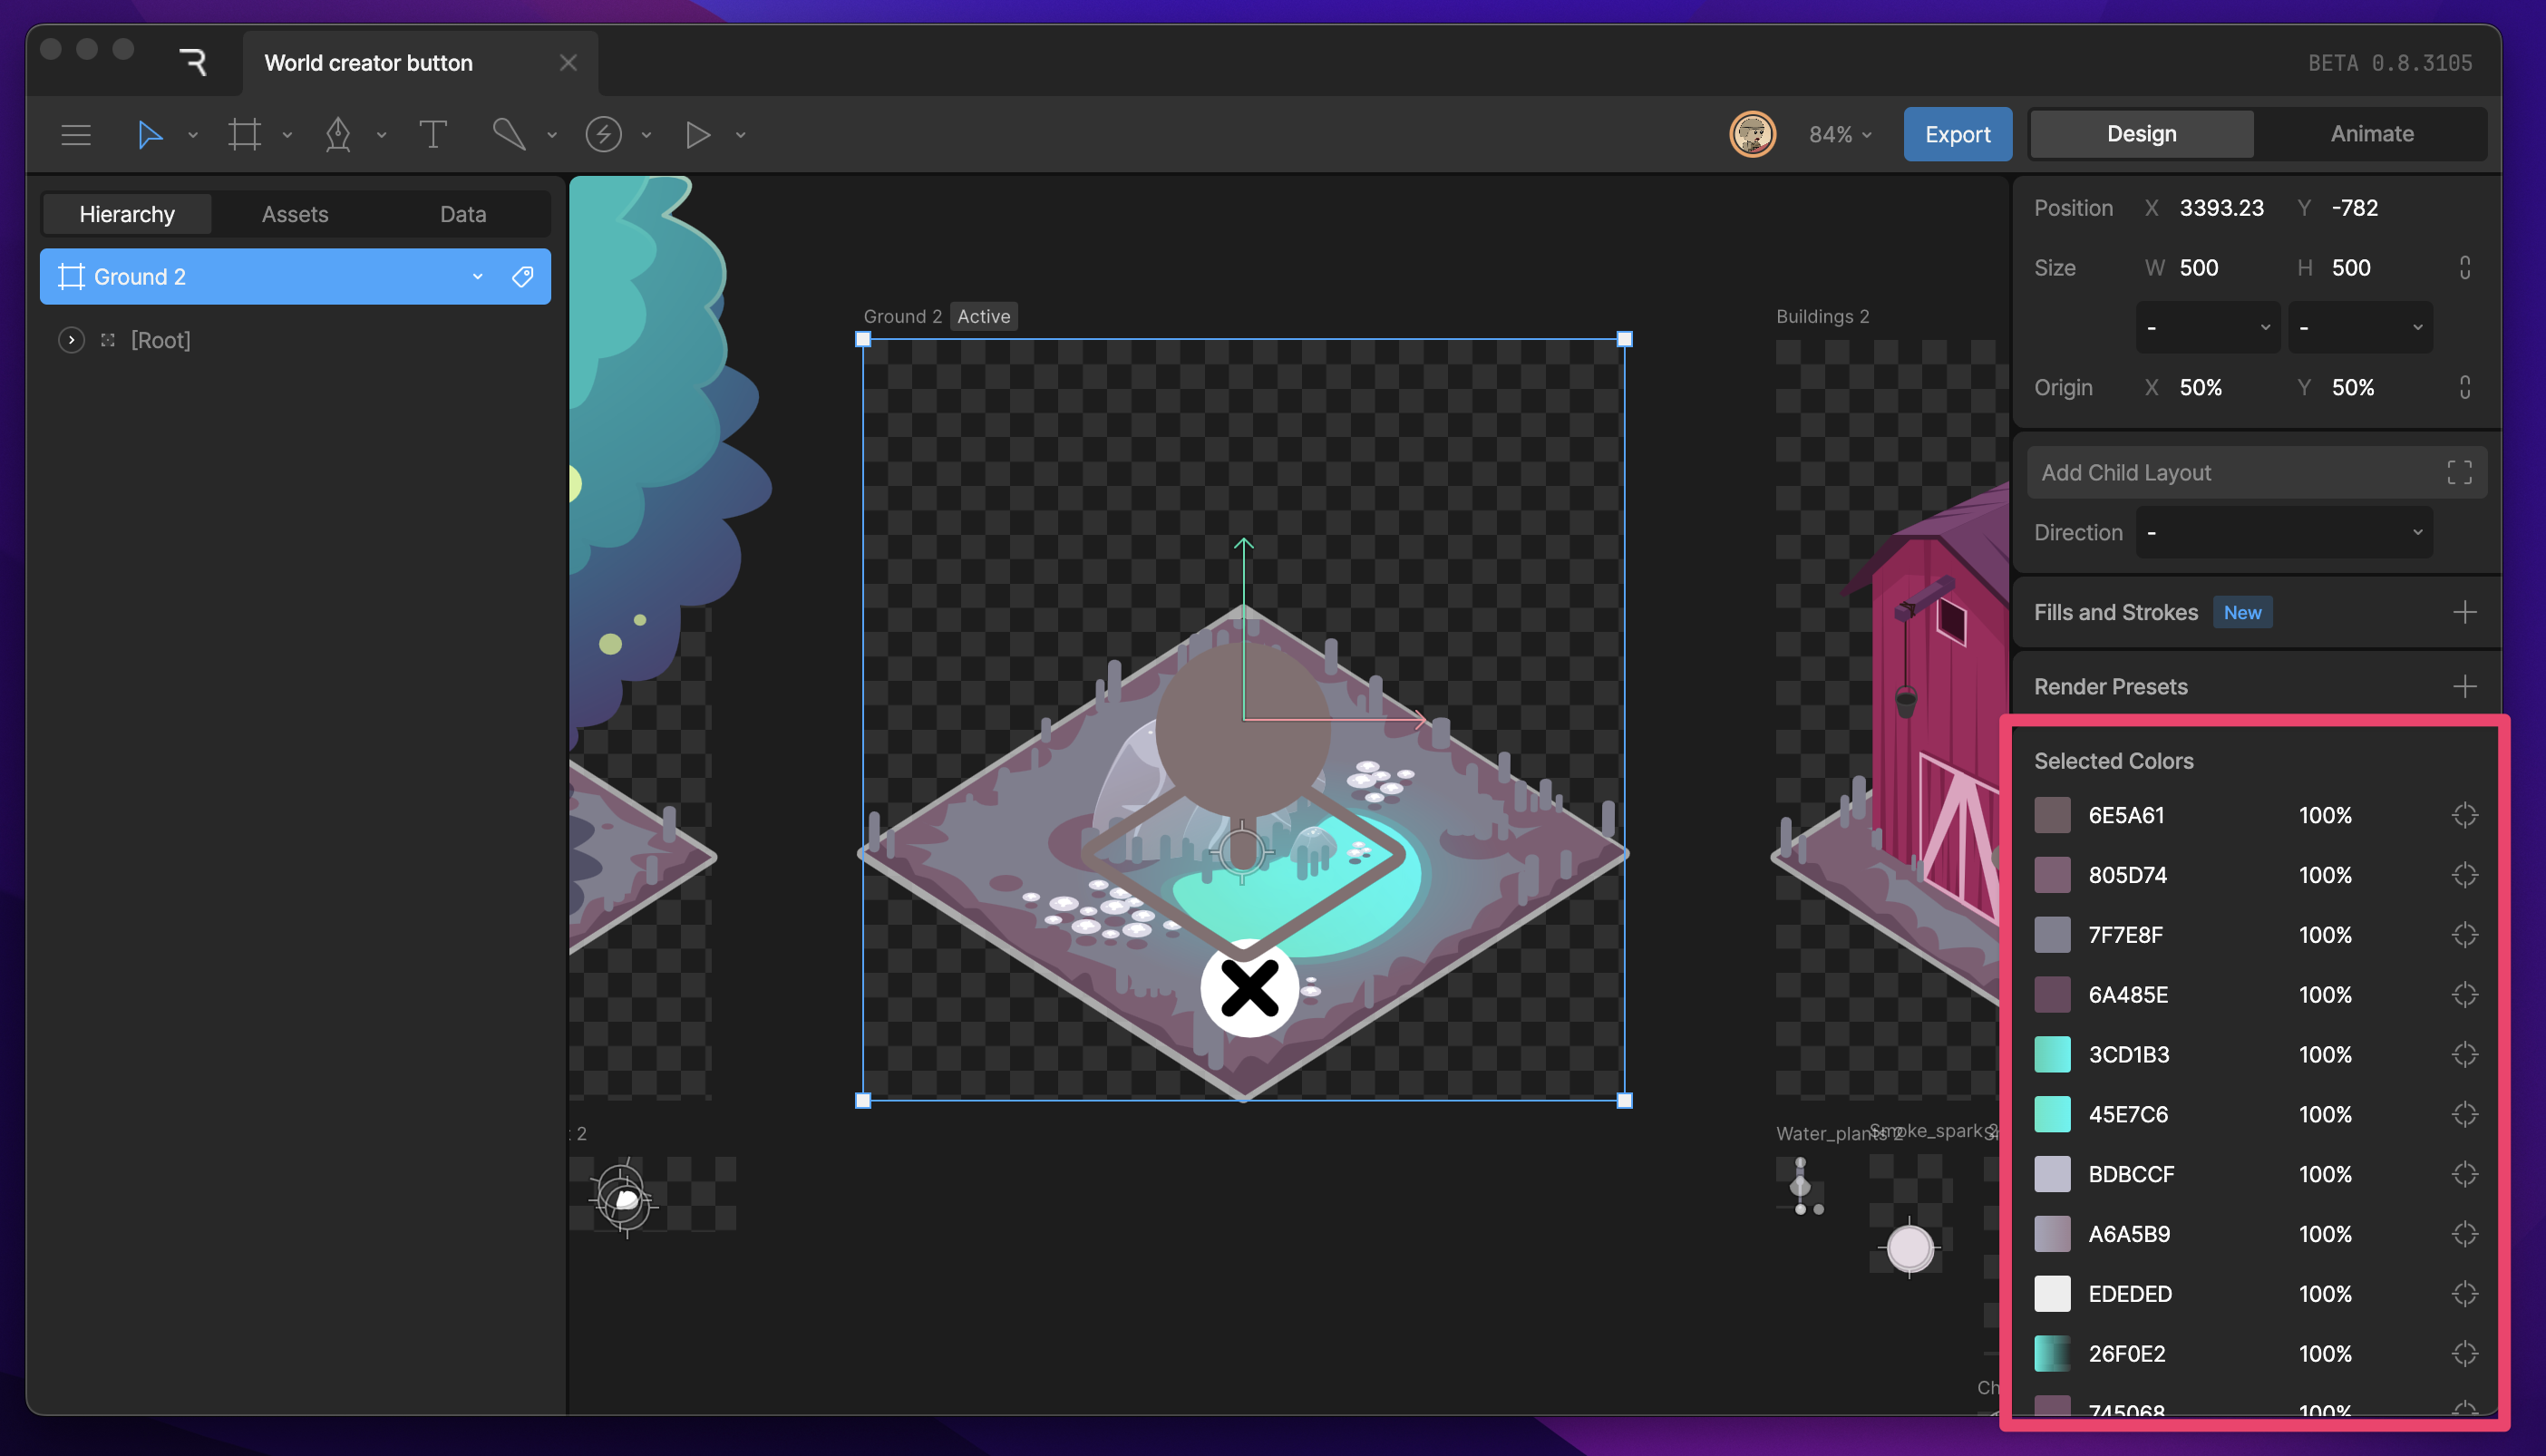 World creator button
BETA 0.8.3105
84%
Export
Design
Animate
Hierarchy
Assets
Data
Ground 2
[Root]
Ground 2 Active
Buildings 2
2
Water_plants 2
Smoke_spark 2
Ch
Position X 3393.23 Y -782
Size W 500 H 500
- -
Origin X 50% Y 50%
Add Child Layout
Direction -
Fills and Strokes New
Render Presets
Selected Colors
6E5A61 100%
805D74 100%
7F7E8F 100%
6A485E 100%
3CD1B3 100%
45E7C6 100%
BDBCCF 100%
A6A5B9 100%
EDEDED 100%
26F0E2 100%
745068 100%